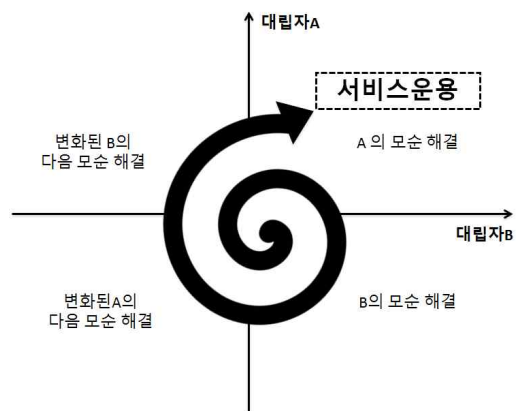 대립자A
서비스운용
변화된 B의
다음 모순 해결
A 의 모순 해결
대립자B
변화된A의
다음 모순 해결
B의 모순 해결